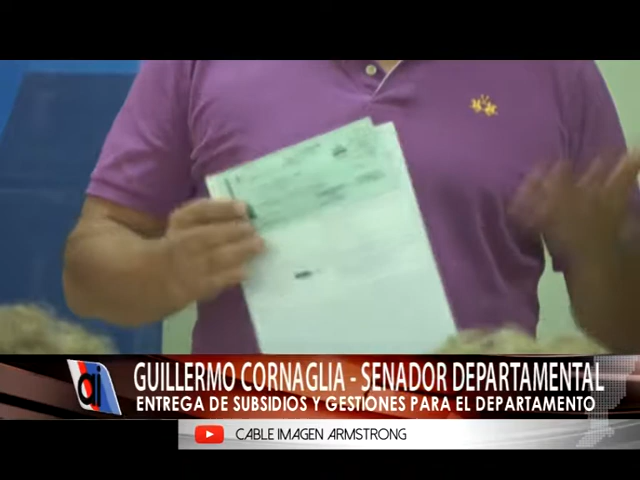 GUILLERMO CORNAGLIA - SENADOR DEPARTAMENTAL
ENTREGA DE SUBSIDIOS Y GESTIONES PARA EL DEPARTAMENTO
CABLE IMAGEN ARMSTRONG